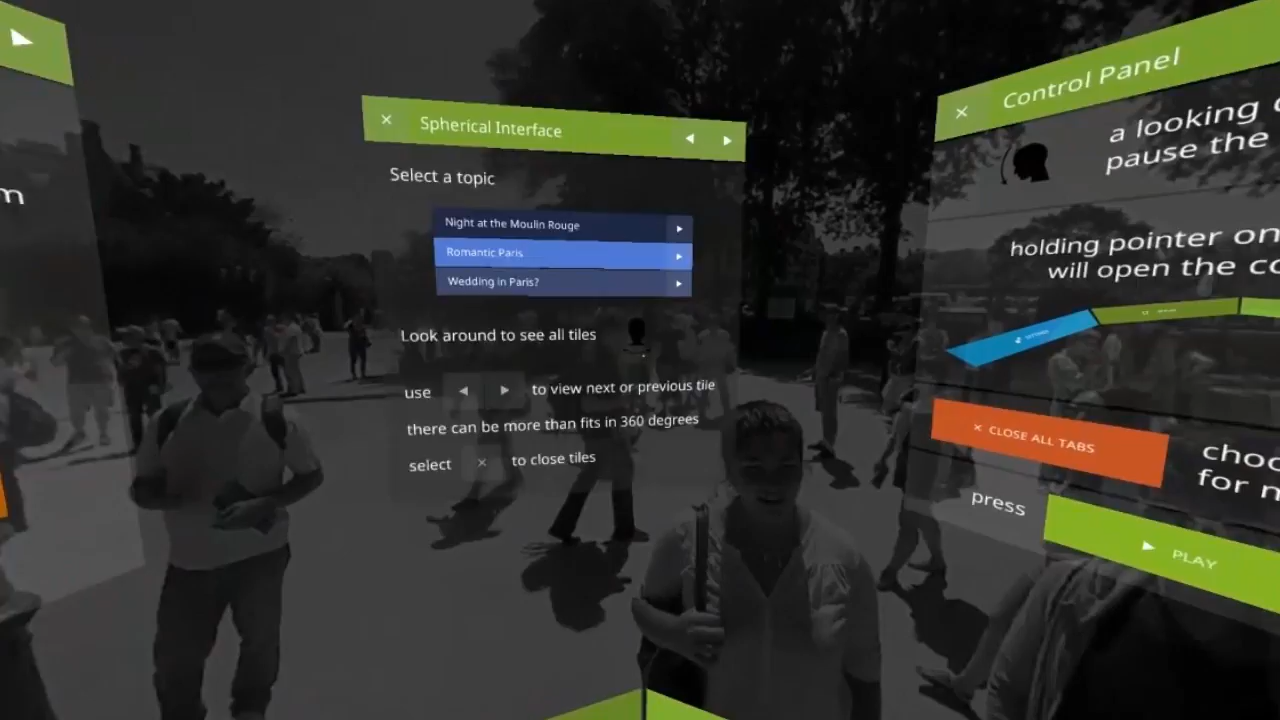 m
Spherical Interface
Select a topic
Night at the Moulin Rouge
Romantic Paris
Wedding in Paris?
Look around to see all tiles
use to view next or previous tile
there can be more than fits in 360 degrees
select × to close tiles
Control Panel
a looking
pause the
holding pointer on
will open the co
× CLOSE ALL TABS
choo
for n
press
PLAY